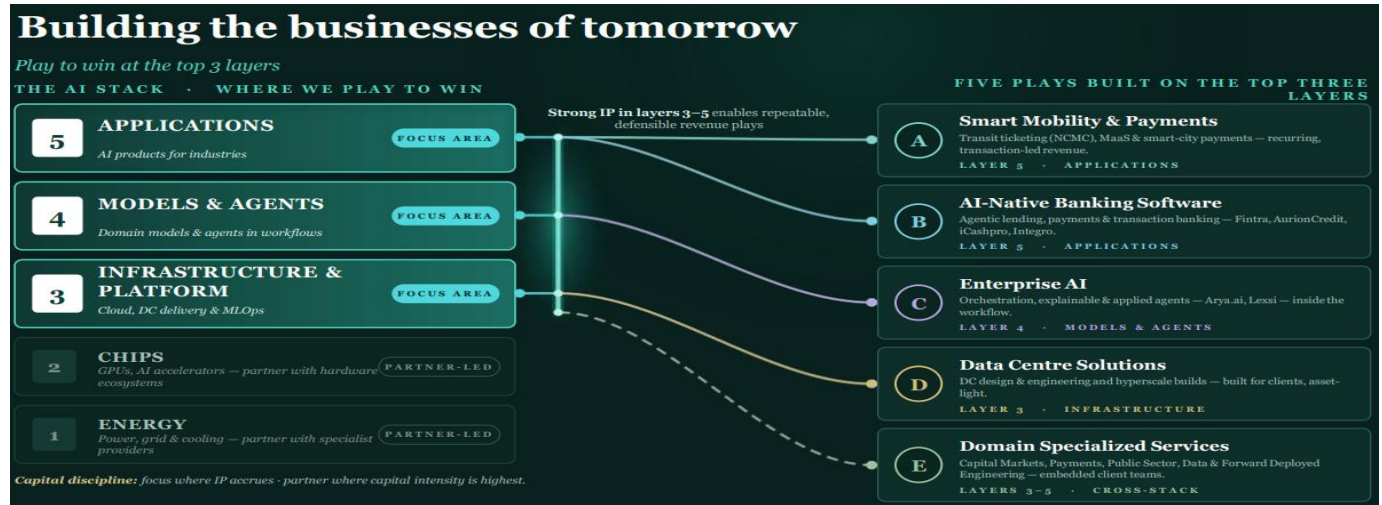 Building the businesses of tomorrow
Play to win at the top 3 layers
THE AI STACK · WHERE WE PLAY TO WIN
5
APPLICATIONS
AI products for industries
FOCUS AREA
4
MODELS & AGENTS
Domain models & agents in workflows
FOCUS AREA
3
INFRASTRUCTURE &
PLATFORM
Cloud, DC delivery & MLOps
FOCUS AREA
2
CHIPS
GPUs, AI accelerators — partner with hardware
ecosystems
PARTNER-LED
1
ENERGY
Power, grid & cooling — partner with specialist
providers
PARTNER-LED
Capital discipline: focus where IP accrues · partner where capital intensity is highest.
Strong IP in layers 3–5 enables repeatable,
defensible revenue plays
FIVE PLAYS BUILT ON THE TOP THREE
LAYERS
A
Smart Mobility & Payments
Transit ticketing (NCMC), MaaS & smart-city payments — recurring,
transaction-led revenue.
LAYER 5 · APPLICATIONS
B
AI-Native Banking Software
Agentic lending, payments & transaction banking — Fintra, AurionCredit,
iCashpro, Integro.
LAYER 5 · APPLICATIONS
C
Enterprise AI
Orchestration, explainable & applied agents — Arya.ai, Lexsi — inside the
workflow.
LAYER 4 · MODELS & AGENTS
D
Data Centre Solutions
DC design & engineering and hyperscale builds — built for clients, asset-
light.
LAYER 3 · INFRASTRUCTURE
E
Domain Specialized Services
Capital Markets, Payments, Public Sector, Data & Forward Deployed
Engineering — embedded client teams.
LAYERS 3–5 · CROSS-STACK